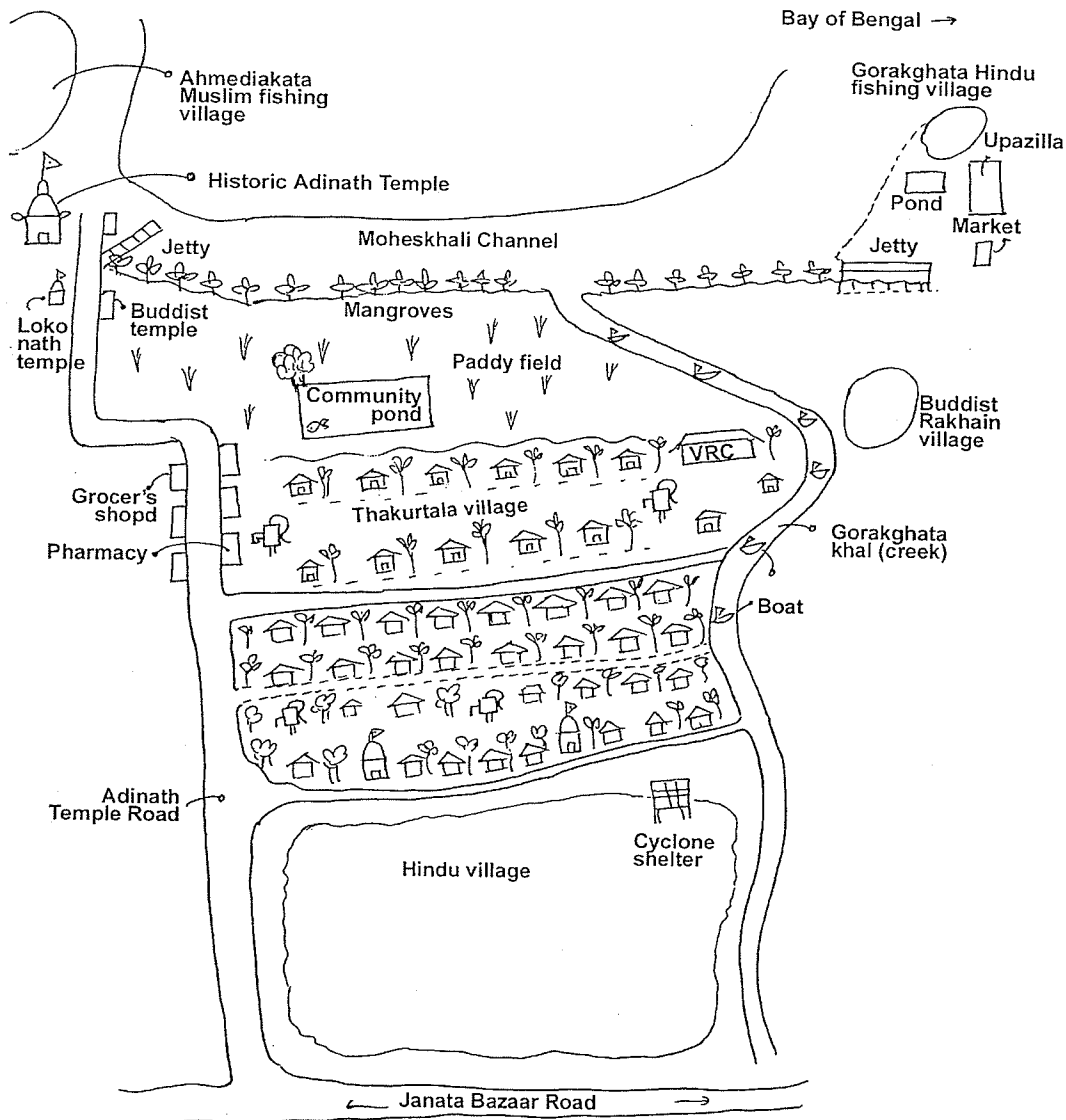 Bay of Bengal →
Ahmediakata
Muslim fishing
village
Gorakghata Hindu
fishing village
Upazilla
Historic Adinath Temple
Pond
Market
Moheskhali Channel
Jetty
Jetty
Mangroves
Buddist
temple
Loko
nath
temple
Paddy field
Community
pond
Buddist
Rakhain
village
VRC
Grocer's
shopd
Thakurtala village
Pharmacy
Gorakghata
khal (creek)
Boat
Adinath
Temple Road
Cyclone
shelter
Hindu village
← Janata Bazaar Road →